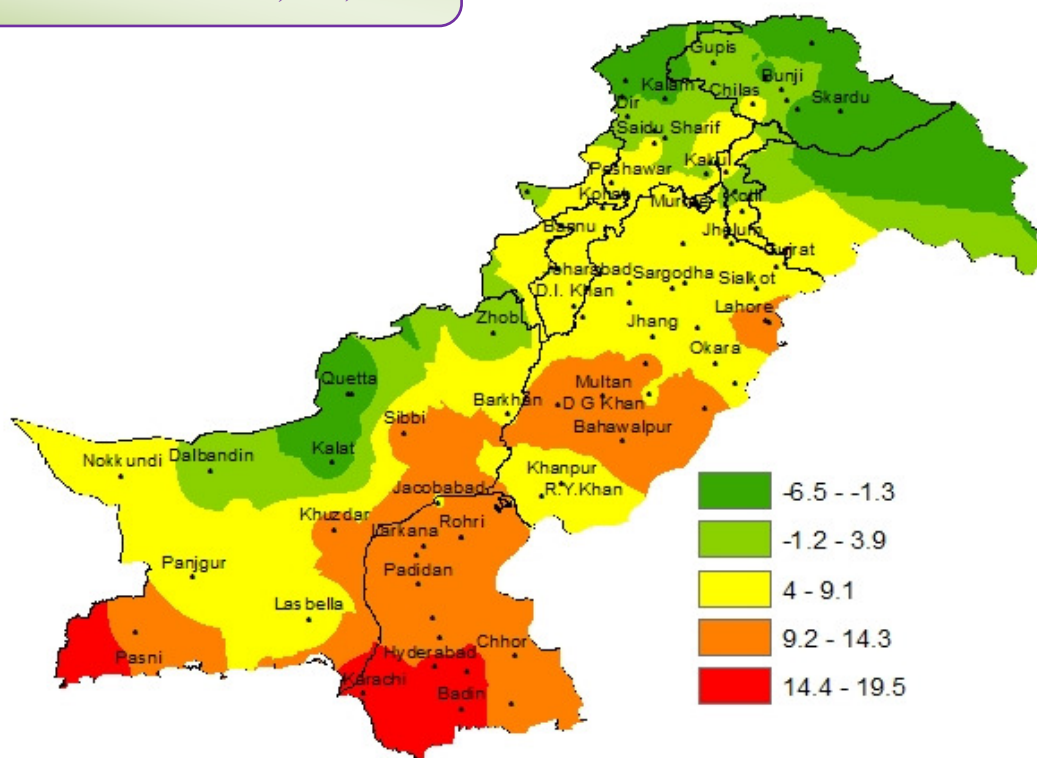 Gupis
Bunji
Kalam
Chilas
Skardu
Dir
Saidu Sharif
Kakul
Peshawar
Kohat
Kotli
Bannu
Jhelum
Gujrat
Sargodha
Sialkot
D.I. Khan
Lahore
Zhob
Jhang
Okara
Quetta
Multan
Barkhan
D G Khan
Sibbi
Bahawalpur
Kalat
Nokkundi
Dalbandin
Khanpur
R.Y.Khan
Jacobabad
Khuzdar
Rohri
Larkana
Panjgur
Padidan
Las bella
Chhor
Hyderabad
Pasni
Karachi
Badin
-6.5 - -1.3
-1.2 - 3.9
4 - 9.1
9.2 - 14.3
14.4 - 19.5